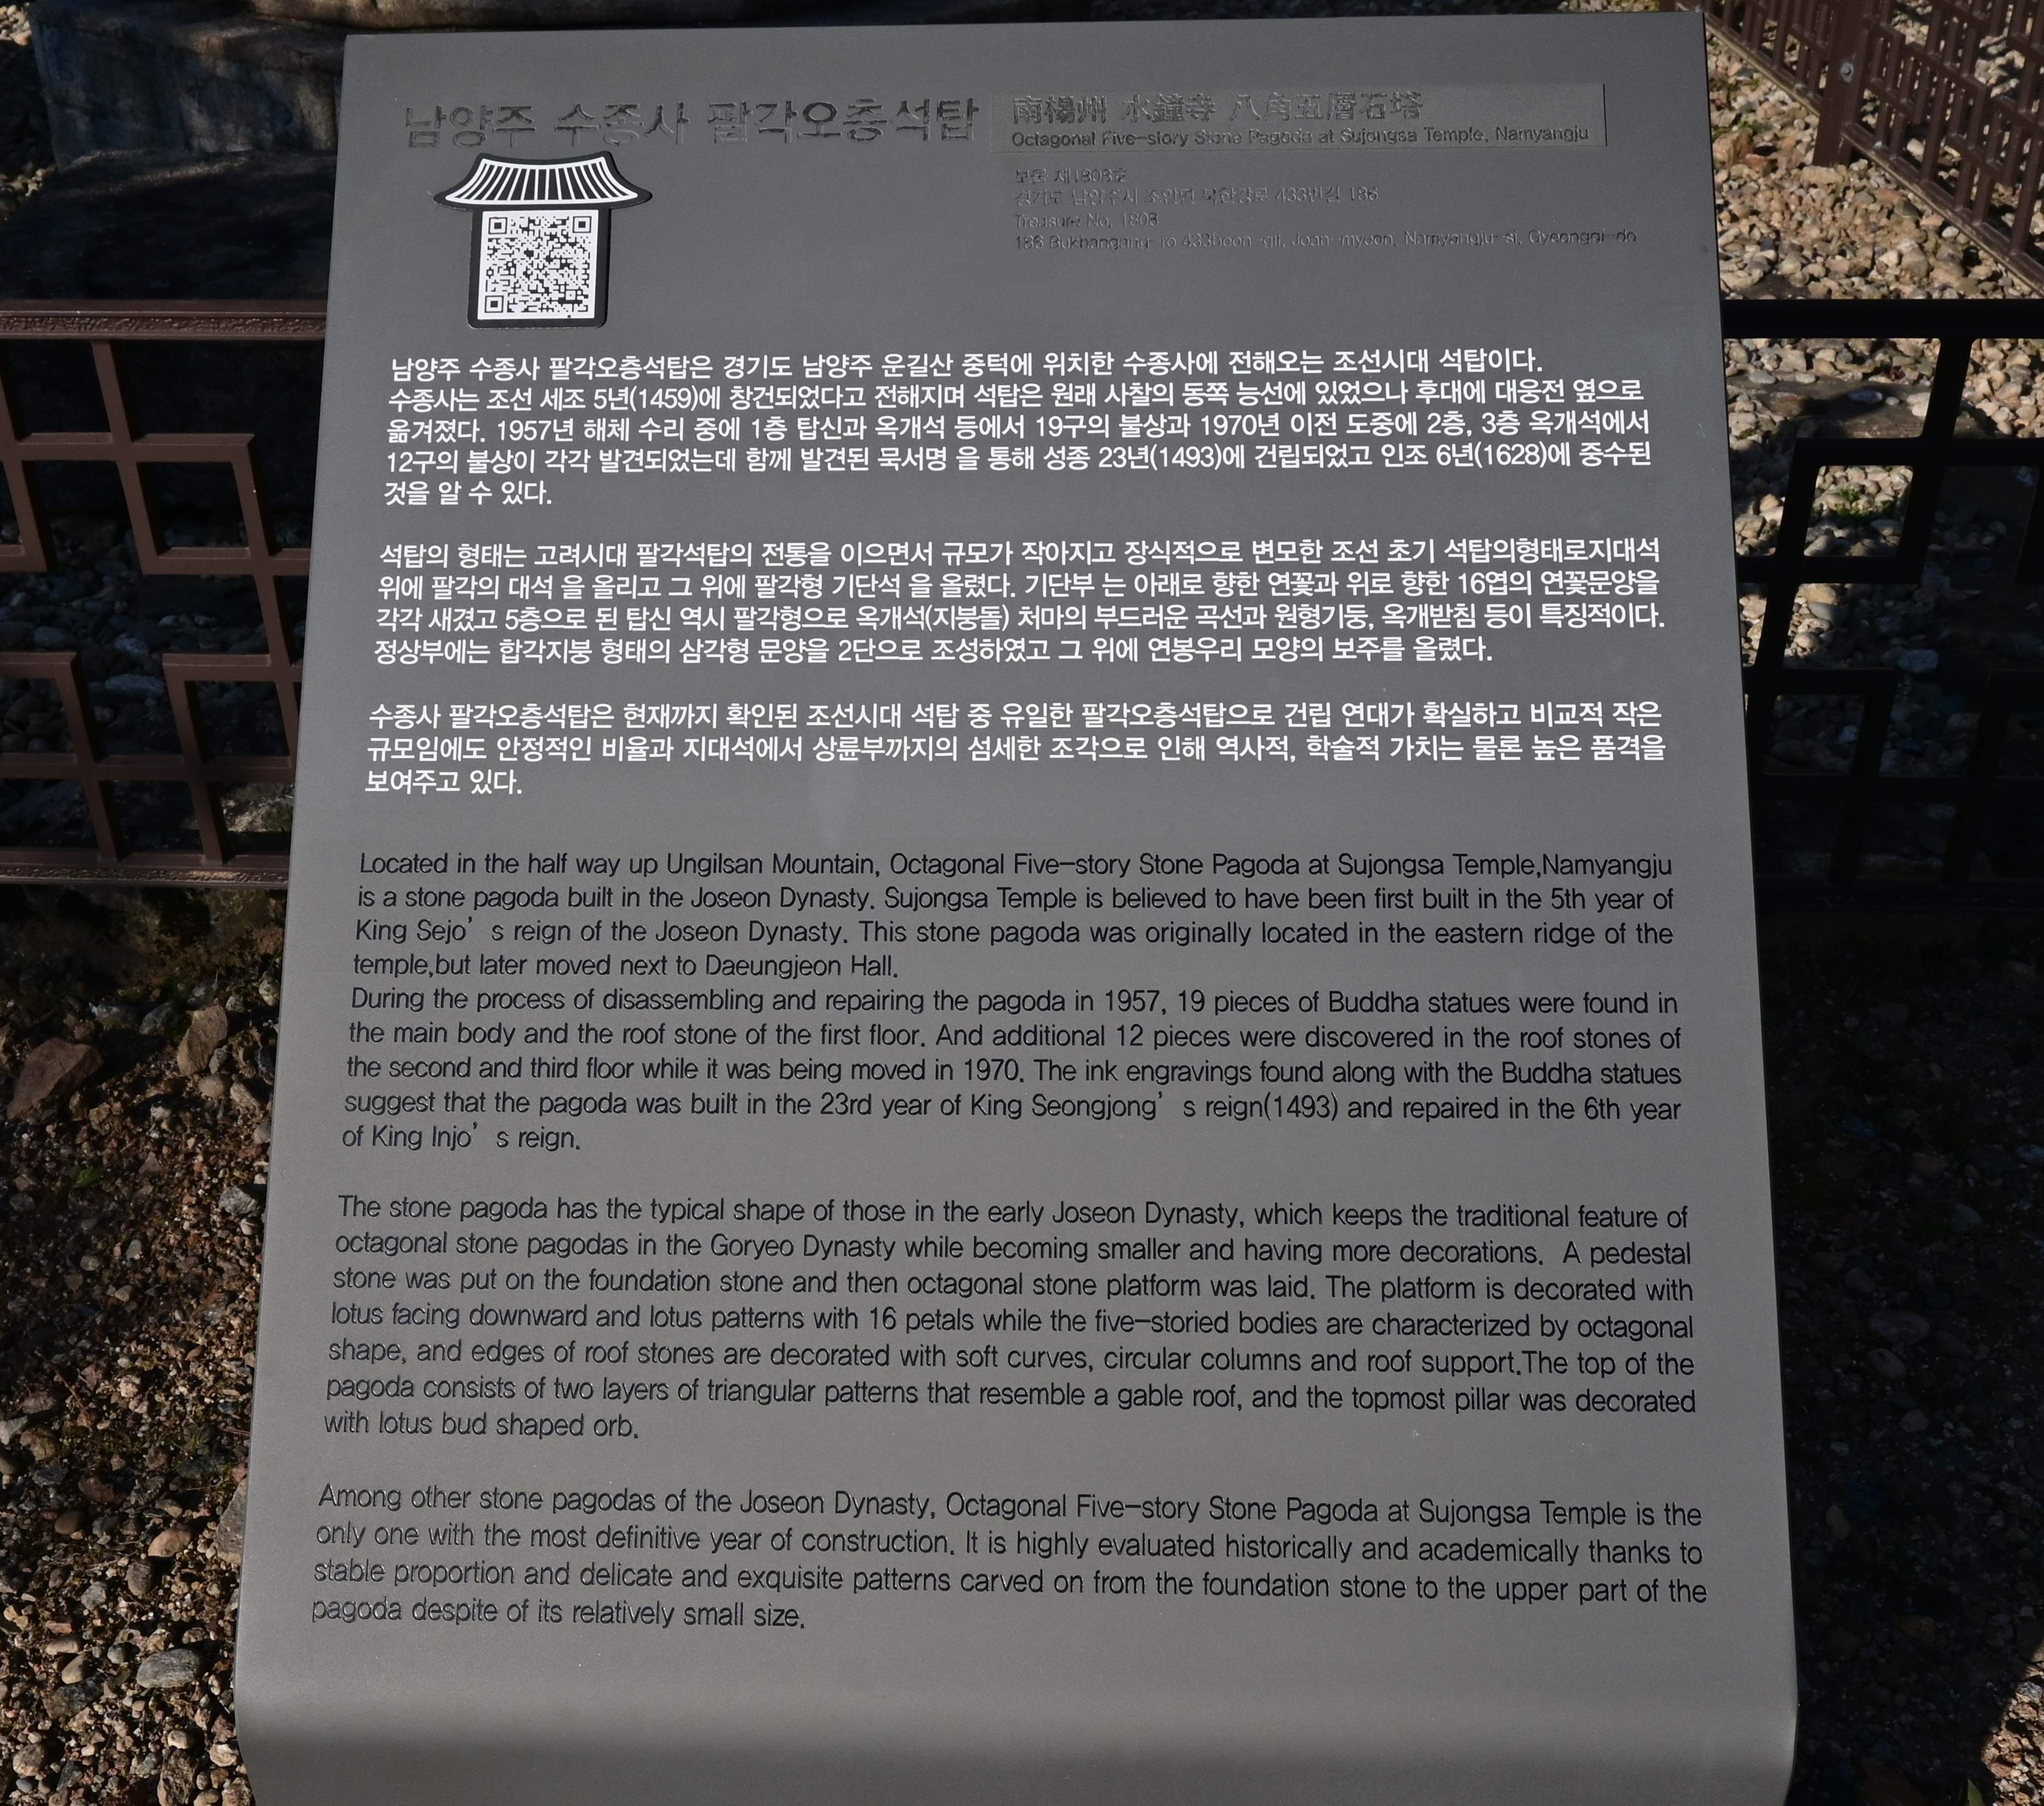 남양주 수종사 팔각오층석탑
南楊州 水鐘寺 八角五層石塔
Octagonal Five-story Stone Pagoda at Sujongsa Temple, Namyangju
보물 제1808호
경기도 남양주시 조안면 북한강로 433번길 186
Treasure No. 1808
186 Bukhangang-ro 433beon-gil, Joan-myeon, Namyangju-si, Gyeonggi-do
남양주 수종사 팔각오층석탑은 경기도 남양주 운길산 중턱에 위치한 수종사에 전해오는 조선시대 석탑이다.
수종사는 조선 세조 5년(1459)에 창건되었다고 전해지며 석탑은 원래 사찰의 동쪽 능선에 있었으나 후대에 대웅전 옆으로
옮겨졌다. 1957년 해체 수리 중에 1층 탑신과 옥개석 등에서 19구의 불상과 1970년 이전 도중에 2층, 3층 옥개석에서
12구의 불상이 각각 발견되었는데 함께 발견된 묵서명 을 통해 성종 23년(1493)에 건립되었고 인조 6년(1628)에 중수된
것을 알 수 있다.
석탑의 형태는 고려시대 팔각석탑의 전통을 이으면서 규모가 작아지고 장식적으로 변모한 조선 초기 석탑의형태로지대석
위에 팔각의 대석 을 올리고 그 위에 팔각형 기단석 을 올렸다. 기단부 는 아래로 향한 연꽃과 위로 향한 16엽의 연꽃문양을
각각 새겼고 5층으로 된 탑신 역시 팔각형으로 옥개석(지붕돌) 처마의 부드러운 곡선과 원형기둥, 옥개받침 등이 특징적이다.
정상부에는 합각지붕 형태의 삼각형 문양을 2단으로 조성하였고 그 위에 연봉우리 모양의 보주를 올렸다.
수종사 팔각오층석탑은 현재까지 확인된 조선시대 석탑 중 유일한 팔각오층석탑으로 건립 연대가 확실하고 비교적 작은
규모임에도 안정적인 비율과 지대석에서 상륜부까지의 섬세한 조각으로 인해 역사적, 학술적 가치는 물론 높은 품격을
보여주고 있다.
Located in the half way up Ungilsan Mountain, Octagonal Five-story Stone Pagoda at Sujongsa Temple,Namyangju
is a stone pagoda built in the Joseon Dynasty. Sujongsa Temple is believed to have been first built in the 5th year of
King Sejo’ s reign of the Joseon Dynasty. This stone pagoda was originally located in the eastern ridge of the
temple,but later moved next to Daeungjeon Hall.
During the process of disassembling and repairing the pagoda in 1957, 19 pieces of Buddha statues were found in
the main body and the roof stone of the first floor. And additional 12 pieces were discovered in the roof stones of
the second and third floor while it was being moved in 1970. The ink engravings found along with the Buddha statues
suggest that the pagoda was built in the 23rd year of King Seongjong’ s reign(1493) and repaired in the 6th year
of King Injo’ s reign.
The stone pagoda has the typical shape of those in the early Joseon Dynasty, which keeps the traditional feature of
octagonal stone pagodas in the Goryeo Dynasty while becoming smaller and having more decorations. A pedestal
stone was put on the foundation stone and then octagonal stone platform was laid. The platform is decorated with
lotus facing downward and lotus patterns with 16 petals while the five-storied bodies are characterized by octagonal
shape, and edges of roof stones are decorated with soft curves, circular columns and roof support.The top of the
pagoda consists of two layers of triangular patterns that resemble a gable roof, and the topmost pillar was decorated
with lotus bud shaped orb.
Among other stone pagodas of the Joseon Dynasty, Octagonal Five-story Stone Pagoda at Sujongsa Temple is the
only one with the most definitive year of construction. It is highly evaluated historically and academically thanks to
stable proportion and delicate and exquisite patterns carved on from the foundation stone to the upper part of the
pagoda despite of its relatively small size.